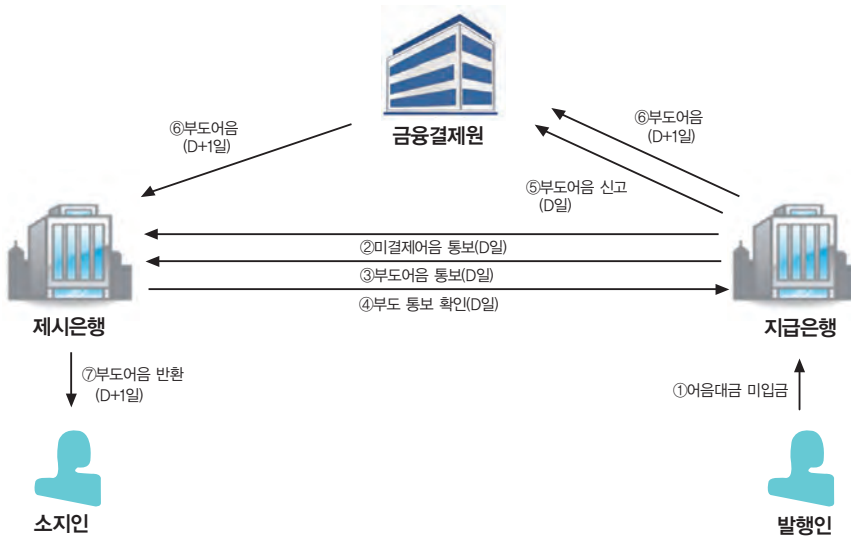 금융결제원
⑥부도어음
(D+1일)
⑥부도어음
(D+1일)
⑤부도어음 신고
(D일)
②미결제어음 통보(D일)
③부도어음 통보(D일)
④부도 통보 확인(D일)
제시은행
지급은행
⑦부도어음 반환
(D+1일)
①어음대금 미입금
소지인
발행인